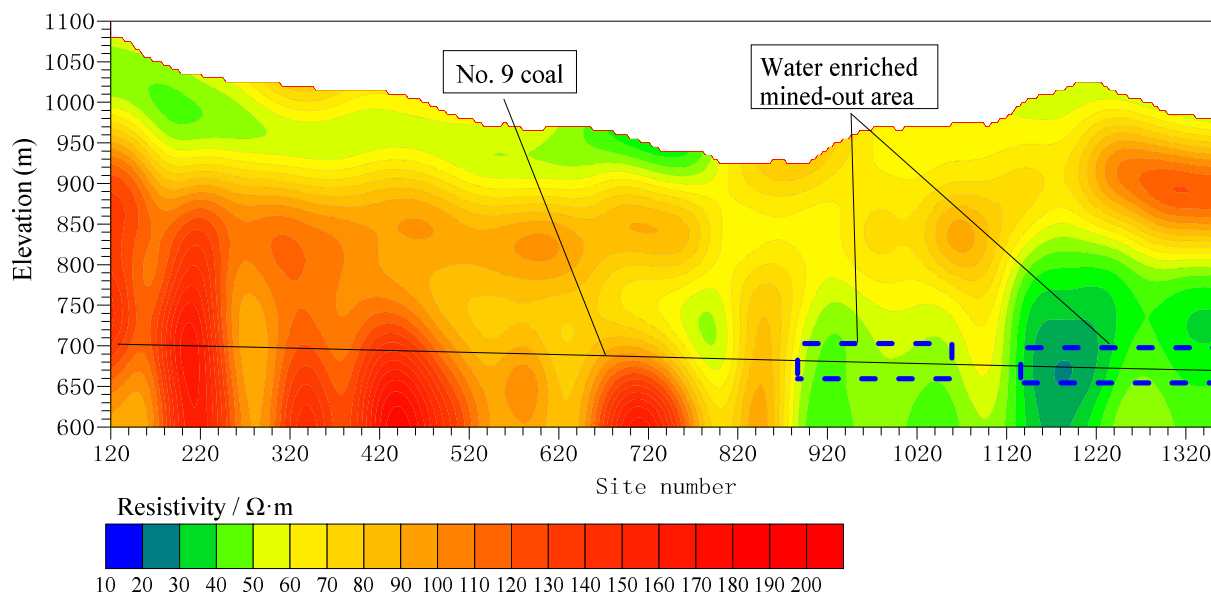 1100
1050
1000
950
900
850
800
750
700
650
600
Elevation (m)
No. 9 coal
Water enriched
mined-out area
120 220 320 420 520 620 720 820 920 1020 1120 1220 1320
Site number
Resistivity / Ω·m
10 20 30 40 50 60 70 80 90 100 110 120 130 140 150 160 170 180 190 200